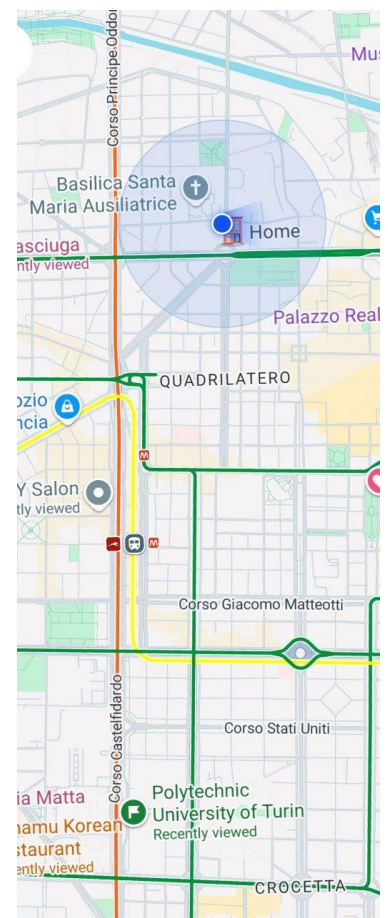 Corso Principe Oddon
Mus
Basilica Santa
Maria Ausiliatrice
Home
asciuga
ently viewed
Palazzo Real
QUADRILATERO
ozio
ncia
M
Y Salon
tly viewed
M
Corso Giacomo Matteotti
Corso Stati Uniti
Corso Castelfidardo
ia Matta
Polytechnic
University of Turin
Recently viewed
namu Korean
staurant
ently viewed
CROCETTA